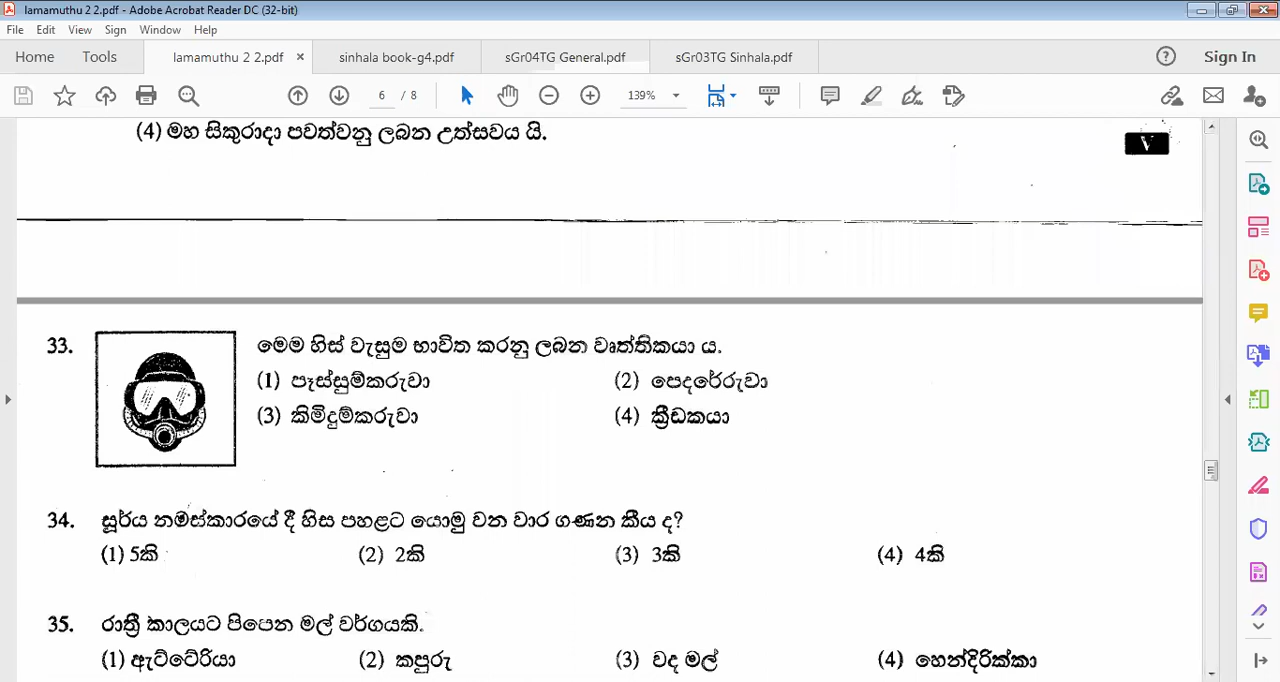 lamamuthu 2 2.pdf - Adobe Acrobat Reader DC (32-bit)
File Edit View Sign Window Help
Home Tools lamamuthu 2 2.pdf × sinhala book-g4.pdf sGr04TG General.pdf sGr03TG Sinhala.pdf ? Sign In
6 / 8 139%
(4) මහ සිකුරාදා පවත්වනු ලබන උත්සවය යි.
V
33. මෙම හිස් වැසුම භාවිත කරනු ලබන වෘත්තිකයා ය.
(1) පෑස්සුම්කරුවා (2) පෙදරේරුවා
(3) කිමිදුම්කරුවා (4) ක්‍රීඩකයා
34. සූර්ය නමස්කාරයේ දී හිස පහළට යොමු වන වාර ගණන කීය ද?
(1) 5කි (2) 2කි (3) 3කි (4) 4කි
35. රාත්‍රී කාලයට පිපෙන මල් වර්ගයකි.
(1) ඇට්ටේරියා (2) කපුරු (3) වද මල් (4) හෙන්දිරික්කා